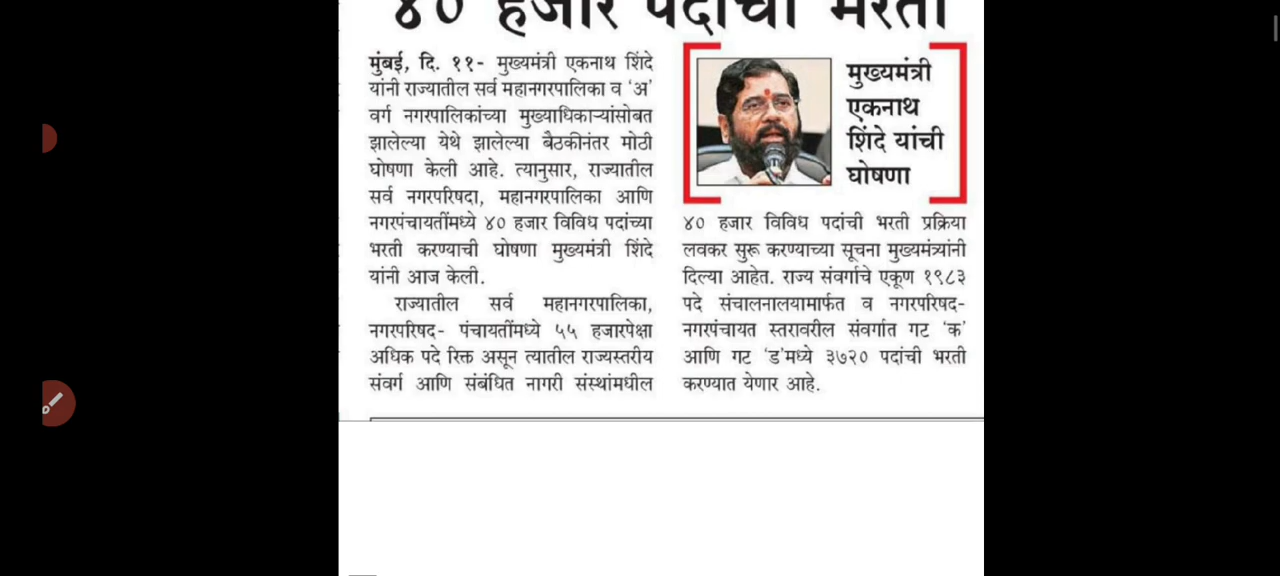 ४० हजार पदांची भरती
मुंबई, दि. ११- मुख्यमंत्री एकनाथ शिंदे
यांनी राज्यातील सर्व महानगरपालिका व ‘अ’
वर्ग नगरपालिकांच्या मुख्याधिकाऱ्यांसोबत
झालेल्या येथे झालेल्या बैठकीनंतर मोठी
घोषणा केली आहे. त्यानुसार, राज्यातील
सर्व नगरपरिषदा, महानगरपालिका आणि
नगरपंचायतींमध्ये ४० हजार विविध पदांच्या
भरती करण्याची घोषणा मुख्यमंत्री शिंदे
यांनी आज केली.
राज्यातील सर्व महानगरपालिका,
नगरपरिषद- पंचायतींमध्ये ५५ हजारपेक्षा
अधिक पदे रिक्त असून त्यातील राज्यस्तरीय
संवर्ग आणि संबंधित नागरी संस्थांमधील
मुख्यमंत्री
एकनाथ
शिंदे यांची
घोषणा
४० हजार विविध पदांची भरती प्रक्रिया
लवकर सुरू करण्याच्या सूचना मुख्यमंत्र्यांनी
दिल्या आहेत. राज्य संवर्गाचे एकूण १९८३
पदे संचालनालयामार्फत व नगरपरिषद-
नगरपंचायत स्तरावरील संवर्गात गट ‘क’
आणि गट ‘ड’मध्ये ३७२० पदांची भरती
करण्यात येणार आहे.